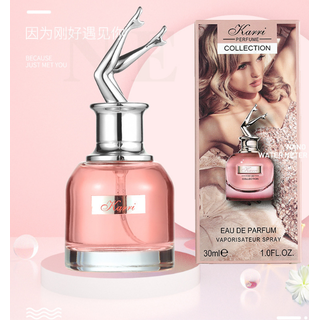 因为刚好遇见你
BECAUSE
JUST MET YOU
Karri
PERFUME
COLLECTION
Karri
EAU DE PARFUM
VAPORISATEUR SPRAY
30ml e 1.0FL.OZ.